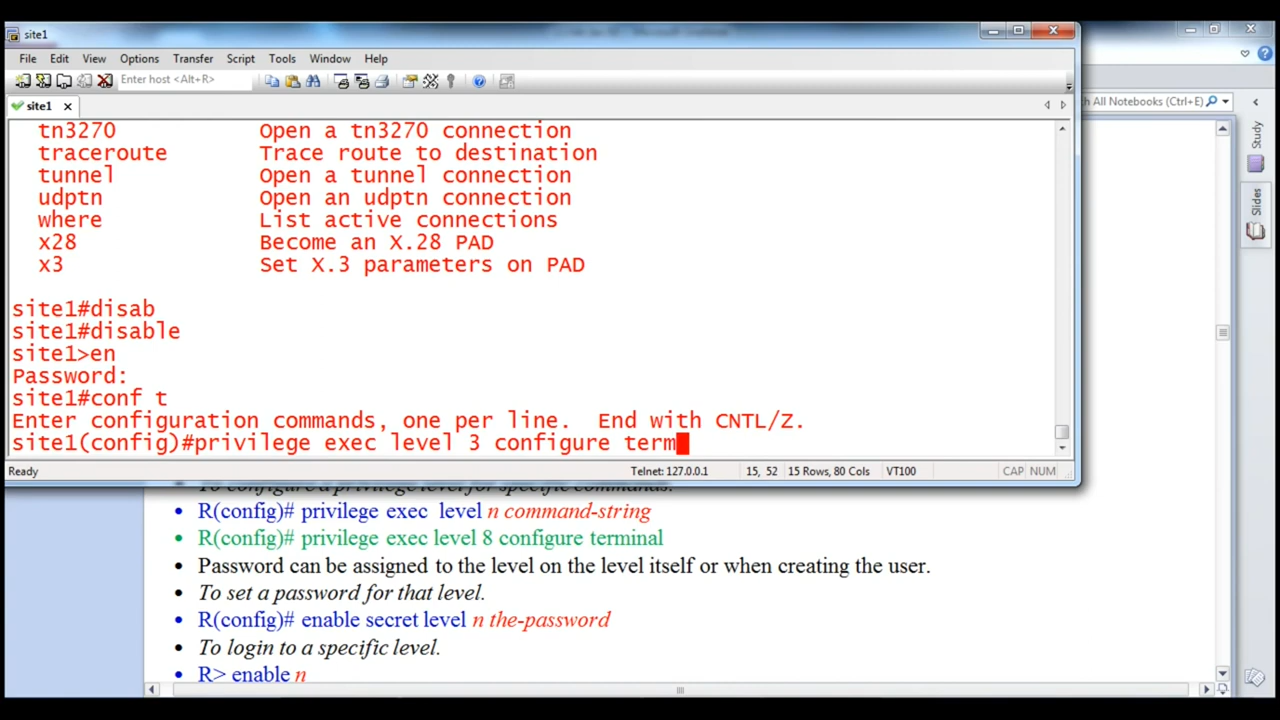 site1
File Edit View Options Transfer Script Tools Window Help
Enter host <Alt+R>
site1
h All Notebooks (Ctrl+E)
Study
Slides
tn3270 Open a tn3270 connection
traceroute Trace route to destination
tunnel Open a tunnel connection
udptn Open an udptn connection
where List active connections
x28 Become an X.28 PAD
x3 Set X.3 parameters on PAD
site1#disab
site1#disable
site1>en
Password:
site1#conf t
Enter configuration commands, one per line. End with CNTL/Z.
site1(config)#privilege exec level 3 configure term
Ready Telnet: 127.0.0.1 15, 52 15 Rows, 80 Cols VT100 CAP NUM
To configure a privilege level for specific commands.
• R(config)# privilege exec level n command-string
• R(config)# privilege exec level 8 configure terminal
• Password can be assigned to the level on the level itself or when creating the user.
• To set a password for that level.
• R(config)# enable secret level n the-password
• To login to a specific level.
• R> enable n